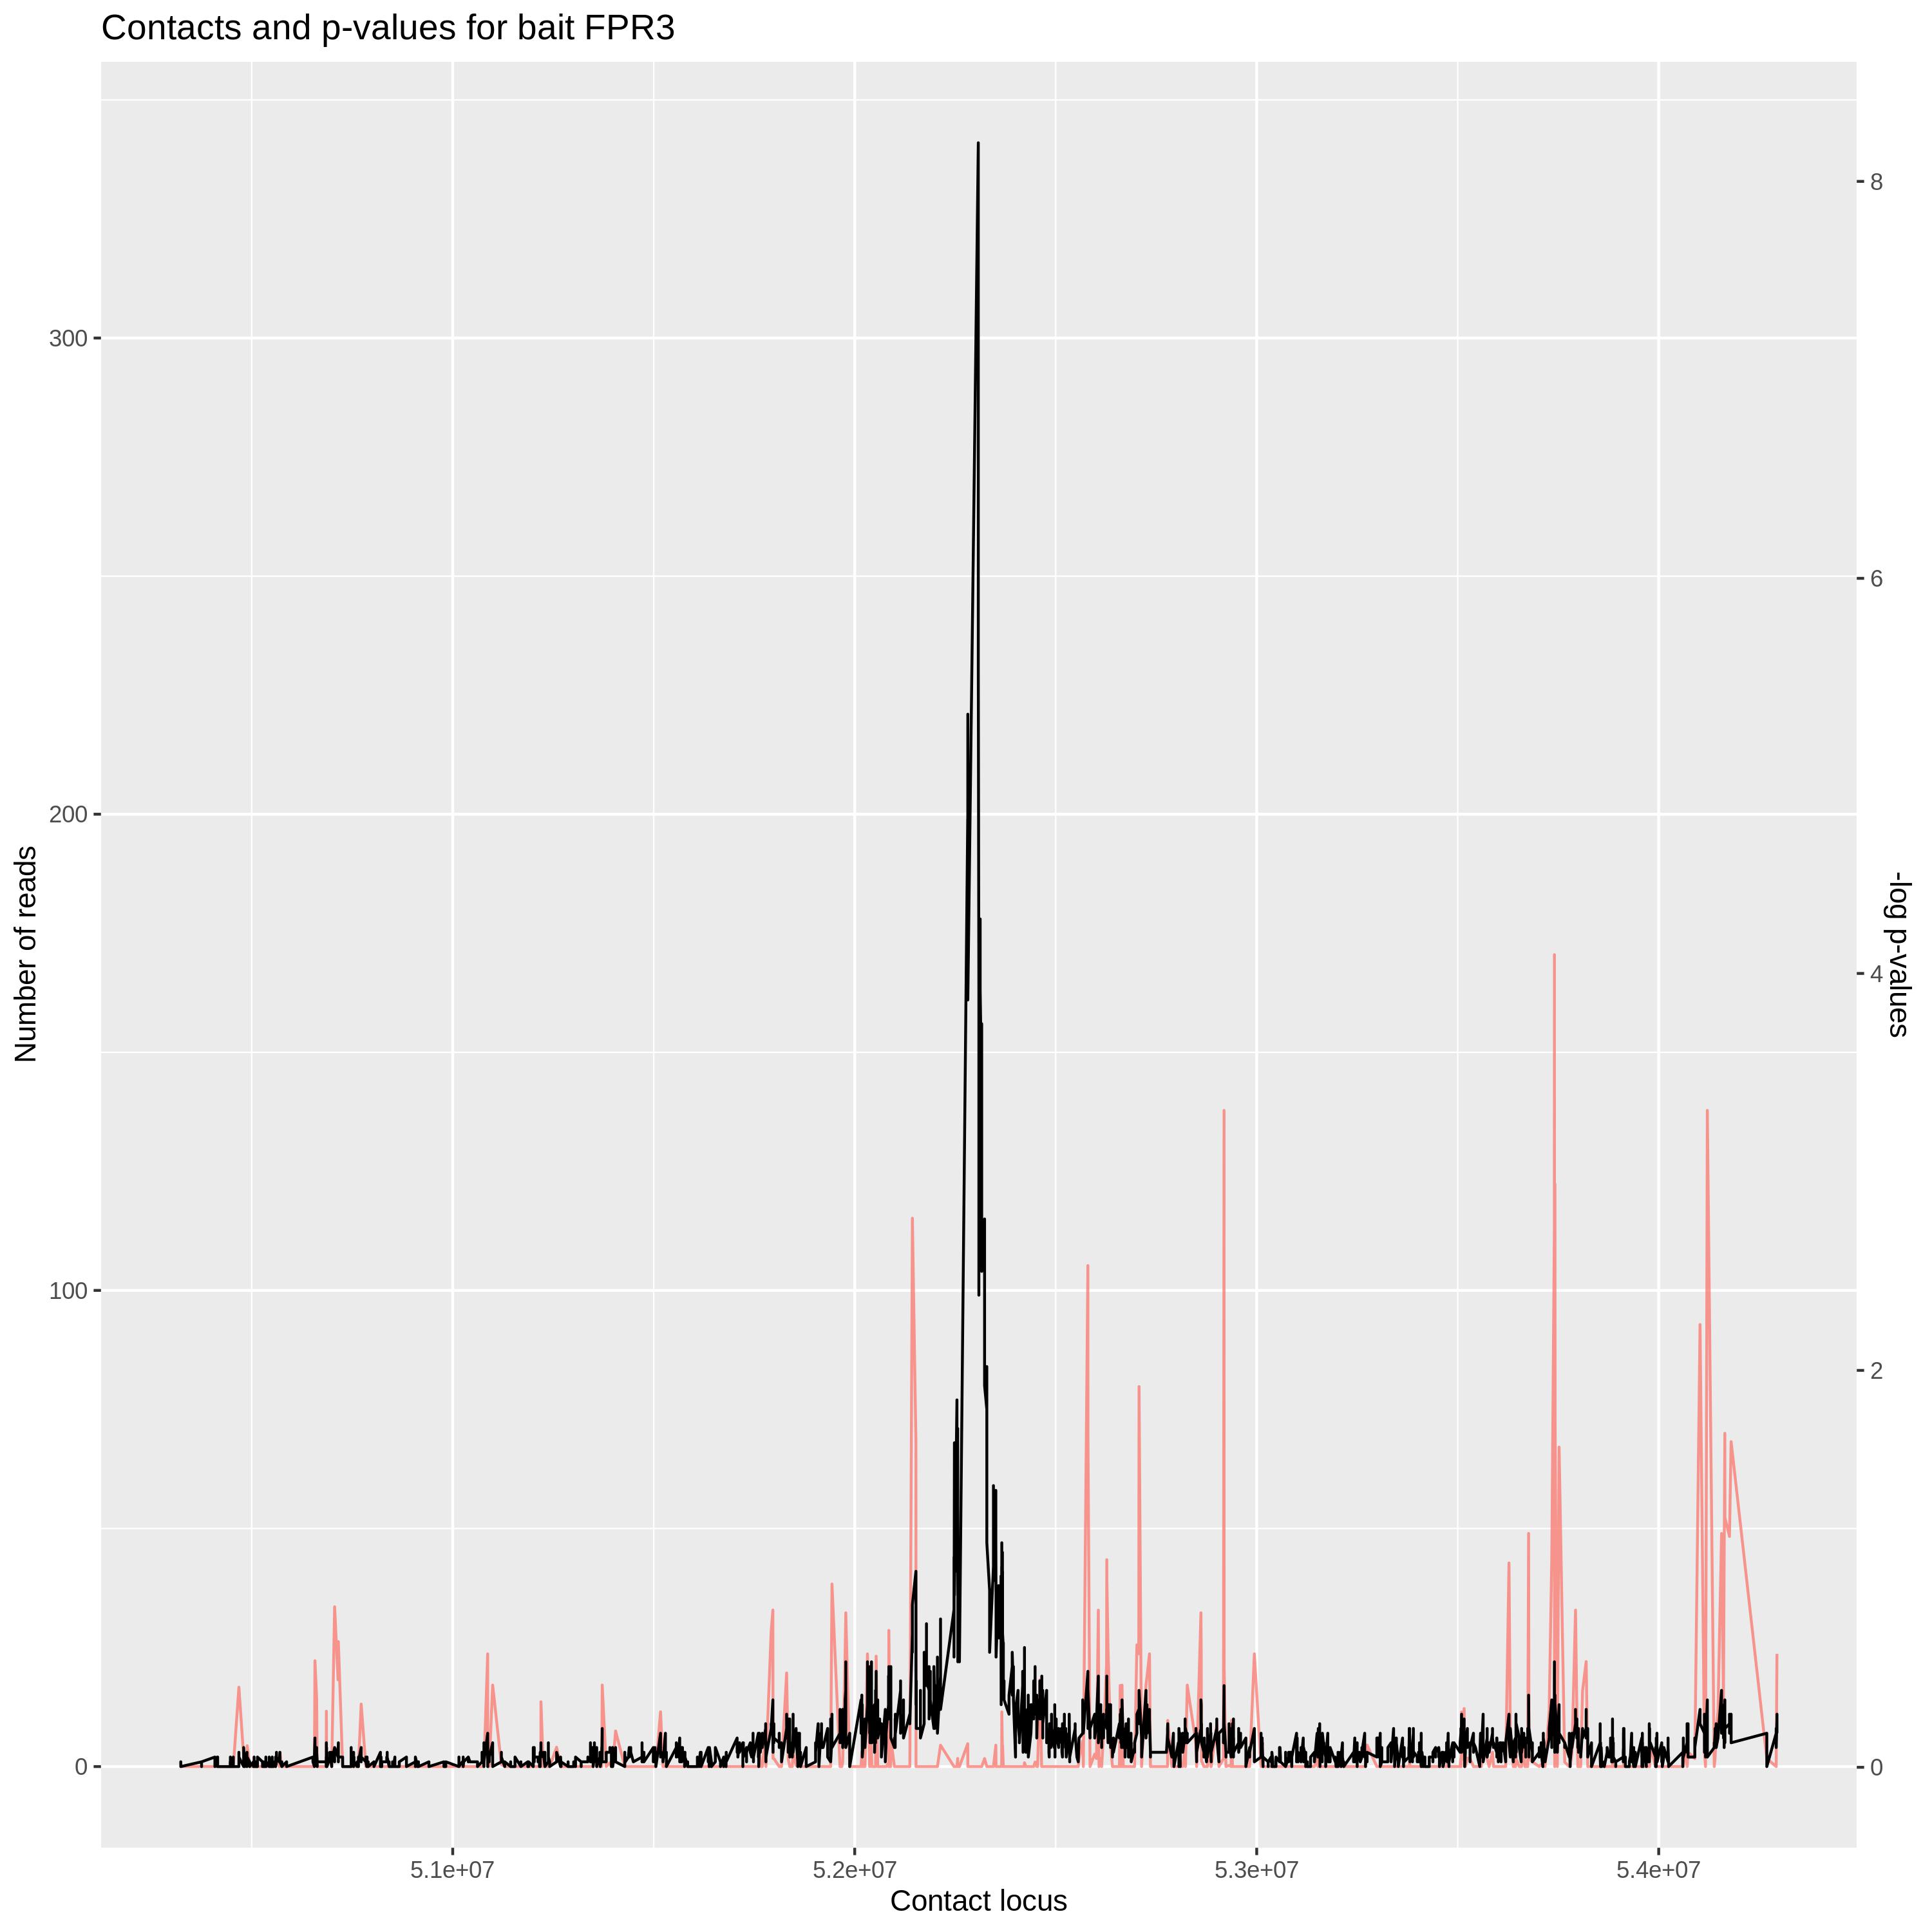 Contacts and p-values for bait FPR3
Number of reads
300
200
100
0
8
6
4
2
0
-log p-values
5.1e+07
5.2e+07
5.3e+07
5.4e+07
Contact locus